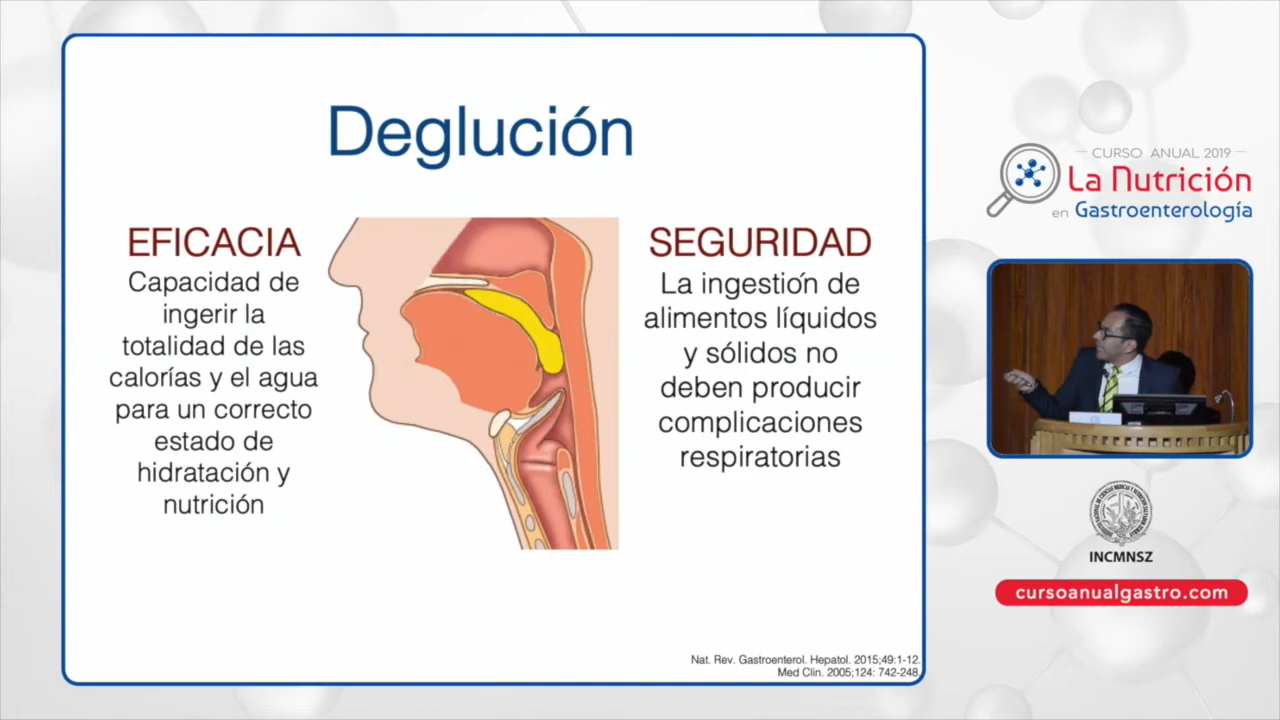 Deglución
EFICACIA
Capacidad de
ingerir la
totalidad de las
calorías y el agua
para un correcto
estado de
hidratación y
nutrición
SEGURIDAD
La ingestión de
alimentos líquidos
y sólidos no
deben producir
complicaciones
respiratorias
Nat. Rev. Gastroenterol. Hepatol. 2015;49:1-12.
Med Clin. 2005;124: 742-248.
CURSO ANUAL 2019
La Nutrición
en Gastroenterología
INCMNSZ
cursoanualgastro.com